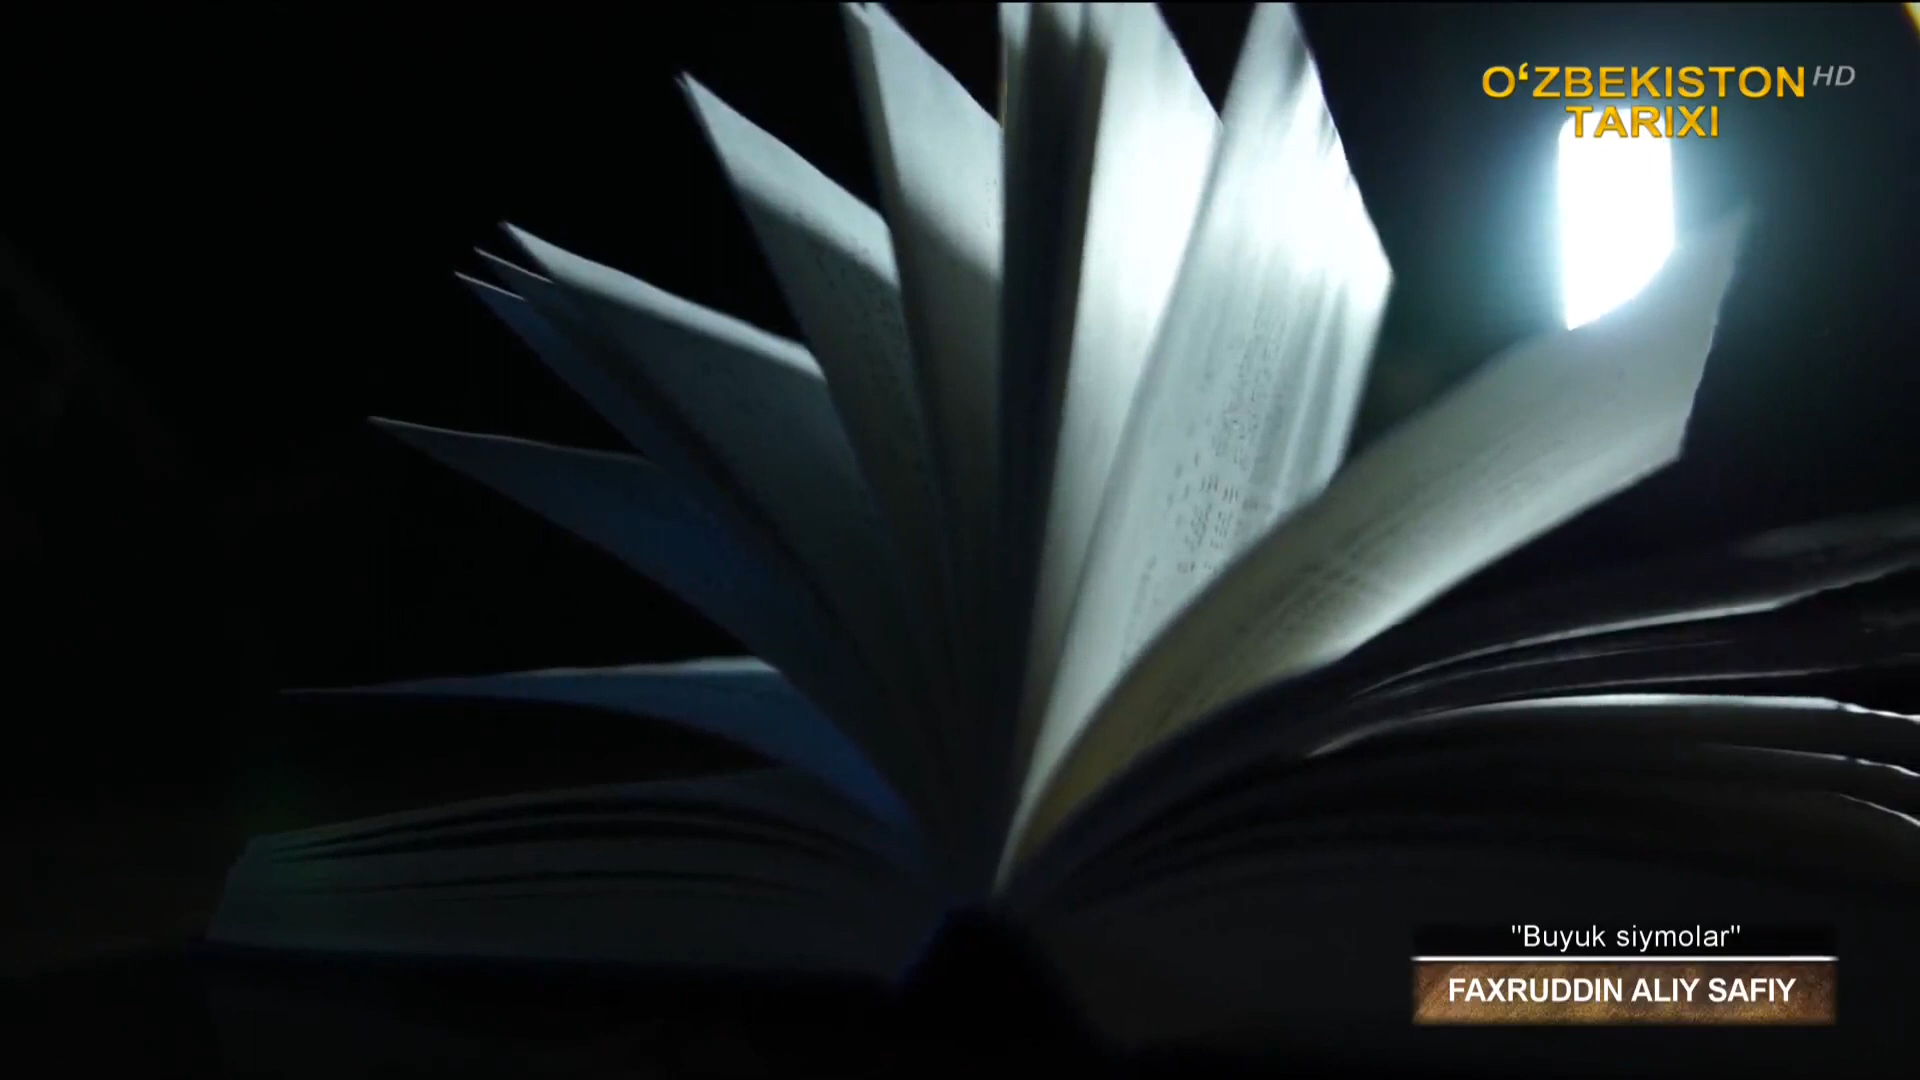 O‘ZBEKISTON HD
TARIXI
"Buyuk siymolar"
FAXRUDDIN ALIY SAFIY